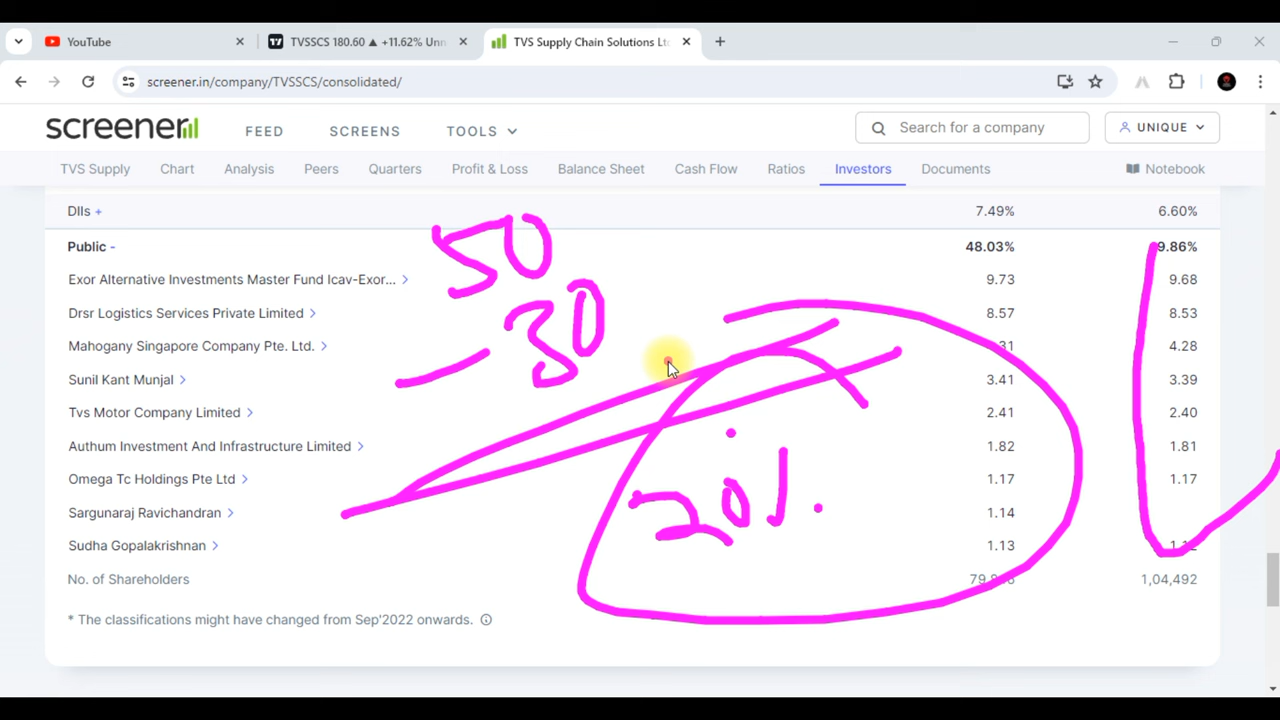 YouTube
TVSSCS 180.60 ▲ +11.62% Unn
TVS Supply Chain Solutions Lt
screener.in/company/TVSSCS/consolidated/
screener
FEED
SCREENS
TOOLS
Search for a company
UNIQUE
TVS Supply
Chart
Analysis
Peers
Quarters
Profit & Loss
Balance Sheet
Cash Flow
Ratios
Investors
Documents
Notebook
DIIs + 7.49% 6.60%
Public - 48.03% 9.86%
50
Exor Alternative Investments Master Fund Icav-Exor... 9.73 9.68
Drsr Logistics Services Private Limited 8.57 8.53
- 30
Mahogany Singapore Company Pte. Ltd. 31 4.28
Sunil Kant Munjal 3.41 3.39
Tvs Motor Company Limited 2.41 2.40
Authum Investment And Infrastructure Limited 1.82 1.81
Omega Tc Holdings Pte Ltd 1.17 1.17
20%.
Sargunaraj Ravichandran 1.14
Sudha Gopalakrishnan 1.13
No. of Shareholders 1,04,492
* The classifications might have changed from Sep'2022 onwards.